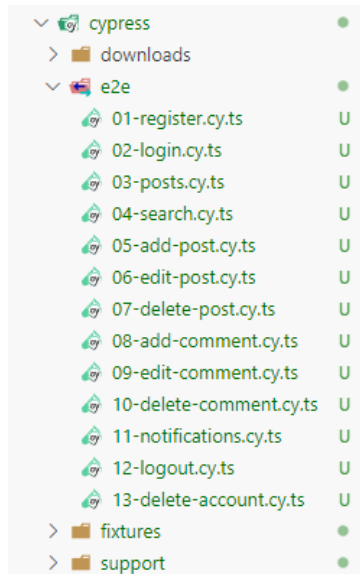 cypress
downloads
e2e
01-register.cy.ts U
02-login.cy.ts U
03-posts.cy.ts U
04-search.cy.ts U
05-add-post.cy.ts U
06-edit-post.cy.ts U
07-delete-post.cy.ts U
08-add-comment.cy.ts U
09-edit-comment.cy.ts U
10-delete-comment.cy.ts U
11-notifications.cy.ts U
12-logout.cy.ts U
13-delete-account.cy.ts U
fixtures
support